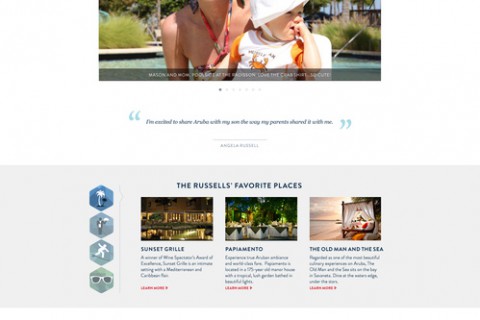 MASON AND MOM, POOLSIDE AT THE
“ I'm excited to share Aruba with my son the way my parents shared it with me. ”
ANGELA RUSSELL
THE RUSSELLS' FAVORITE PLACES
SUNSET GRILLE
A winner of Wine Spectator's Award of
Excellence, Sunset Grille is an intimate
setting with a Mediterranean and
Caribbean flair.
LEARN MORE
PAPIAMENTO
Experience true Aruban ambience
and world-class fare. Papiamento is
located in a 175-year old manor house
with a tropical, lush garden bathed in
beautiful lights.
LEARN MORE
THE OLD MAN AND THE SEA
Regarded as one of the most beautiful
culinary experiences on Aruba, The
Old Man and the Sea sits on the bay
in Savaneta. Dine at the waters edge,
under the stars.
LEARN MORE